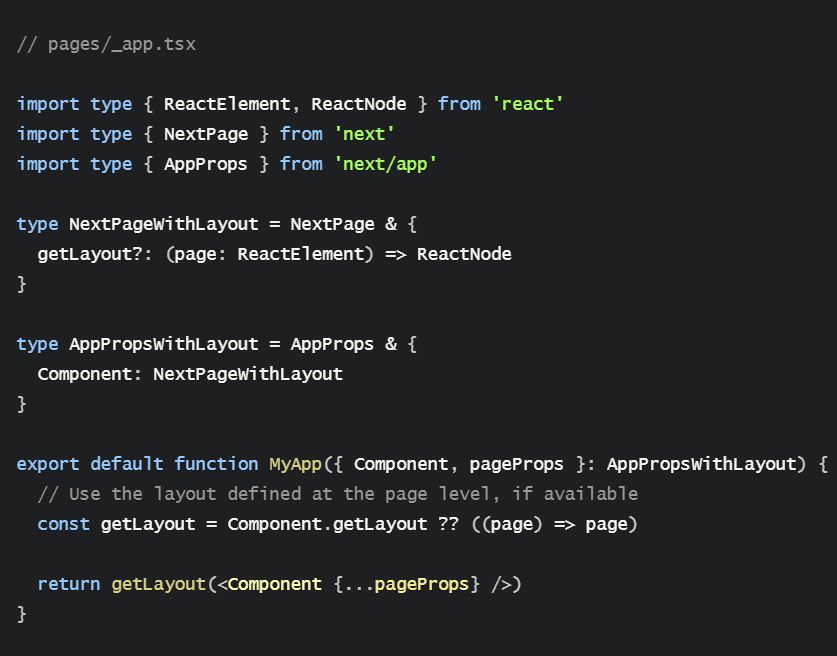 // pages/_app.tsx
import type { ReactElement, ReactNode } from 'react'
import type { NextPage } from 'next'
import type { AppProps } from 'next/app'
type NextPageWithLayout = NextPage & {
  getLayout?: (page: ReactElement) => ReactNode
}
type AppPropsWithLayout = AppProps & {
  Component: NextPageWithLayout
}
export default function MyApp({ Component, pageProps }: AppPropsWithLayout) {
  // Use the layout defined at the page level, if available
  const getLayout = Component.getLayout ?? ((page) => page)
  return getLayout(<Component {...pageProps} />)
}